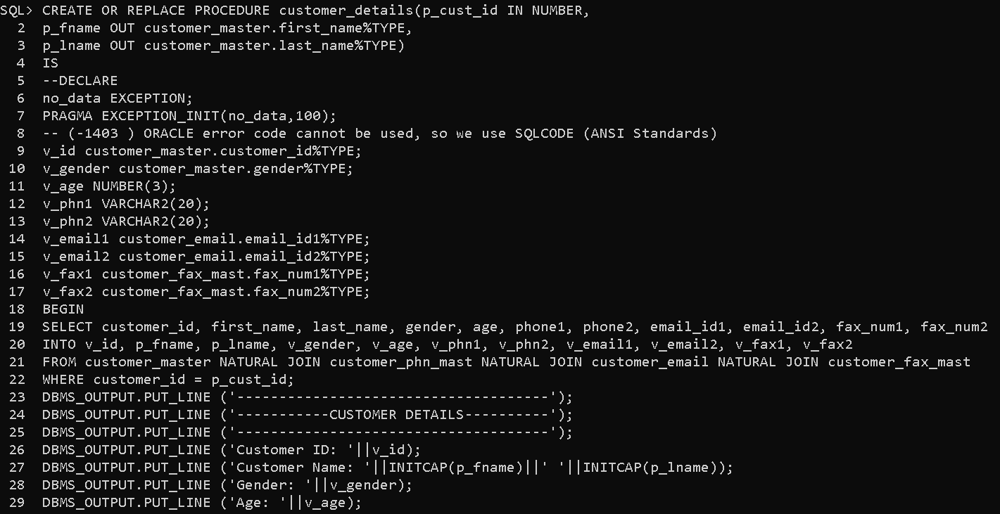 SQL> CREATE OR REPLACE PROCEDURE customer_details(p_cust_id IN NUMBER,
  2  p_fname OUT customer_master.first_name%TYPE,
  3  p_lname OUT customer_master.last_name%TYPE)
  4  IS
  5  --DECLARE
  6  no_data EXCEPTION;
  7  PRAGMA EXCEPTION_INIT(no_data,100);
  8  -- (-1403 ) ORACLE error code cannot be used, so we use SQLCODE (ANSI Standards)
  9  v_id customer_master.customer_id%TYPE;
 10  v_gender customer_master.gender%TYPE;
 11  v_age NUMBER(3);
 12  v_phn1 VARCHAR2(20);
 13  v_phn2 VARCHAR2(20);
 14  v_email1 customer_email.email_id1%TYPE;
 15  v_email2 customer_email.email_id2%TYPE;
 16  v_fax1 customer_fax_mast.fax_num1%TYPE;
 17  v_fax2 customer_fax_mast.fax_num2%TYPE;
 18  BEGIN
 19  SELECT customer_id, first_name, last_name, gender, age, phone1, phone2, email_id1, email_id2, fax_num1, fax_num2
 20  INTO v_id, p_fname, p_lname, v_gender, v_age, v_phn1, v_phn2, v_email1, v_email2, v_fax1, v_fax2
 21  FROM customer_master NATURAL JOIN customer_phn_mast NATURAL JOIN customer_email NATURAL JOIN customer_fax_mast
 22  WHERE customer_id = p_cust_id;
 23  DBMS_OUTPUT.PUT_LINE ('-------------------------------------');
 24  DBMS_OUTPUT.PUT_LINE ('-----------CUSTOMER DETAILS----------');
 25  DBMS_OUTPUT.PUT_LINE ('-------------------------------------');
 26  DBMS_OUTPUT.PUT_LINE ('Customer ID: '||v_id);
 27  DBMS_OUTPUT.PUT_LINE ('Customer Name: '||INITCAP(p_fname)||' '||INITCAP(p_lname));
 28  DBMS_OUTPUT.PUT_LINE ('Gender: '||v_gender);
 29  DBMS_OUTPUT.PUT_LINE ('Age: '||v_age);